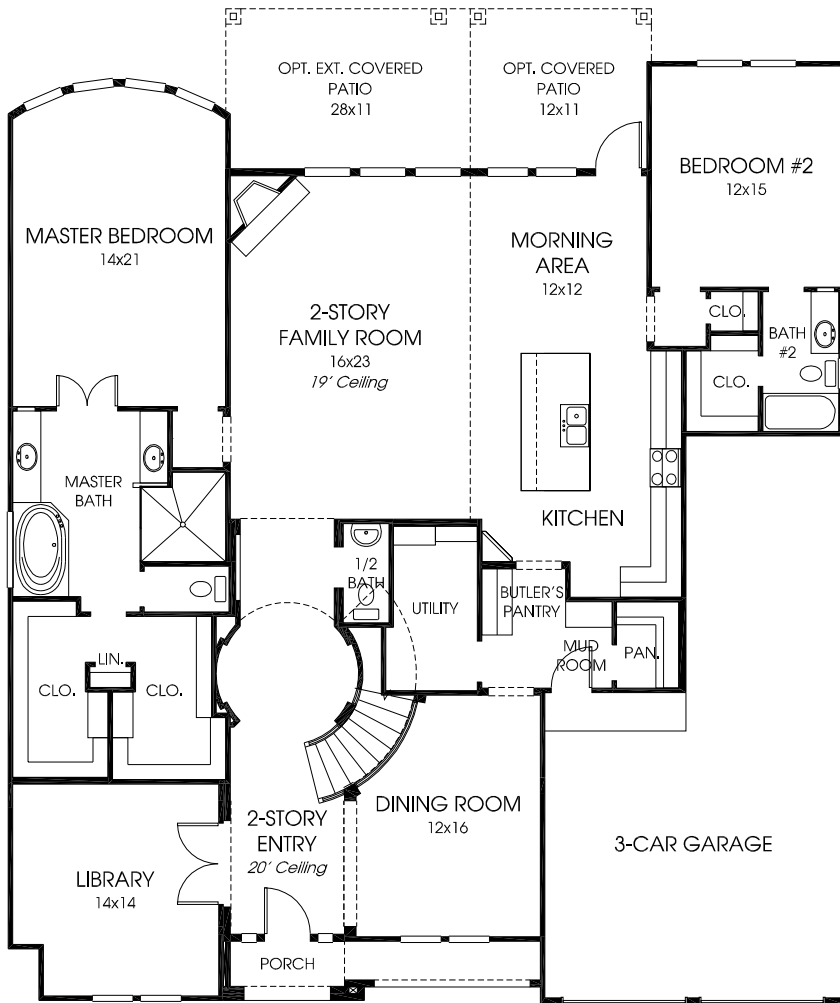 OPT. EXT. COVERED
PATIO
28x11
OPT. COVERED
PATIO
12x11
BEDROOM #2
12x15
MASTER BEDROOM
14x21
MORNING
AREA
12x12
2-STORY
FAMILY ROOM
16x23
19' Ceiling
CLO.
BATH
#2
CLO.
MASTER
BATH
KITCHEN
1/2
BATH
UTILITY
BUTLER'S
PANTRY
MUD
ROOM
PAN.
LIN.
CLO.
CLO.
2-STORY
ENTRY
20' Ceiling
DINING ROOM
12x16
3-CAR GARAGE
LIBRARY
14x14
PORCH